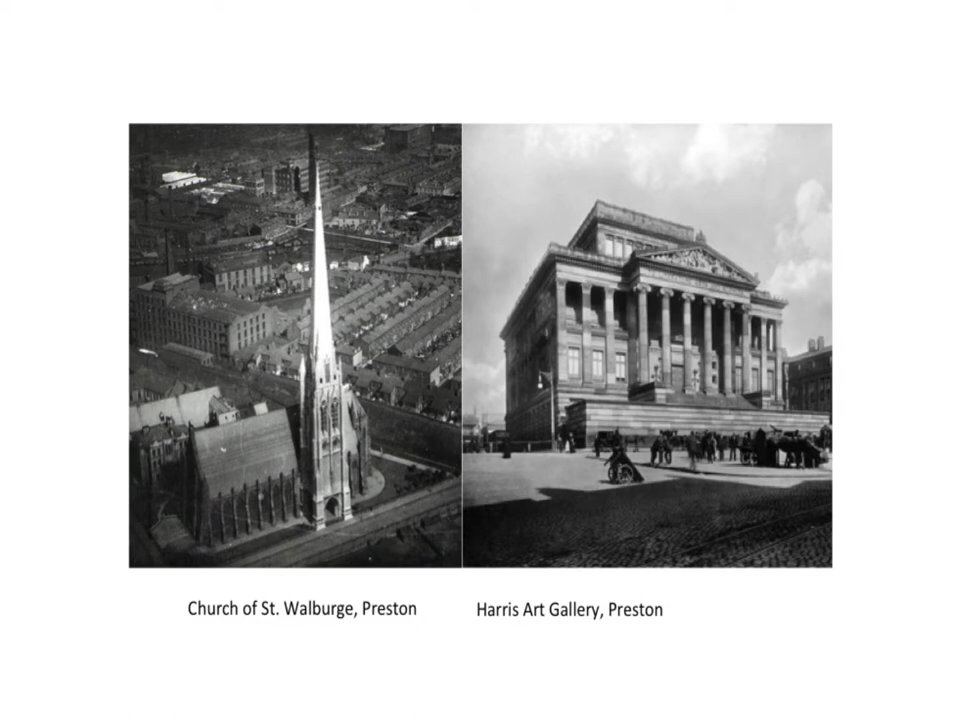 Church of St. Walburge, Preston
Harris Art Gallery, Preston